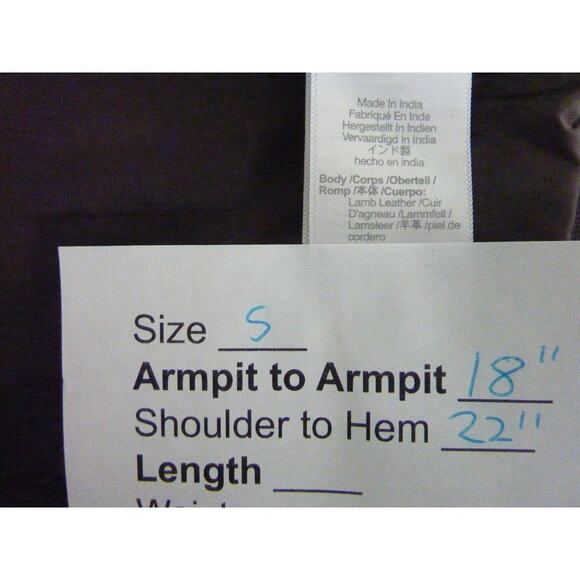 Made In India
Fabriqué En Inde
Hergestellt In Indien
Vervaardigd In India
インド製
hecho en india
Body /Corps /Oberteil /
Romp /本体 /Cuerpo:
Lamb Leather /Cuir
D'agneau /Lammfell /
Lamsleer /羊革 /piel de
cordero
Size S
Armpit to Armpit 18"
Shoulder to Hem 22"
Length